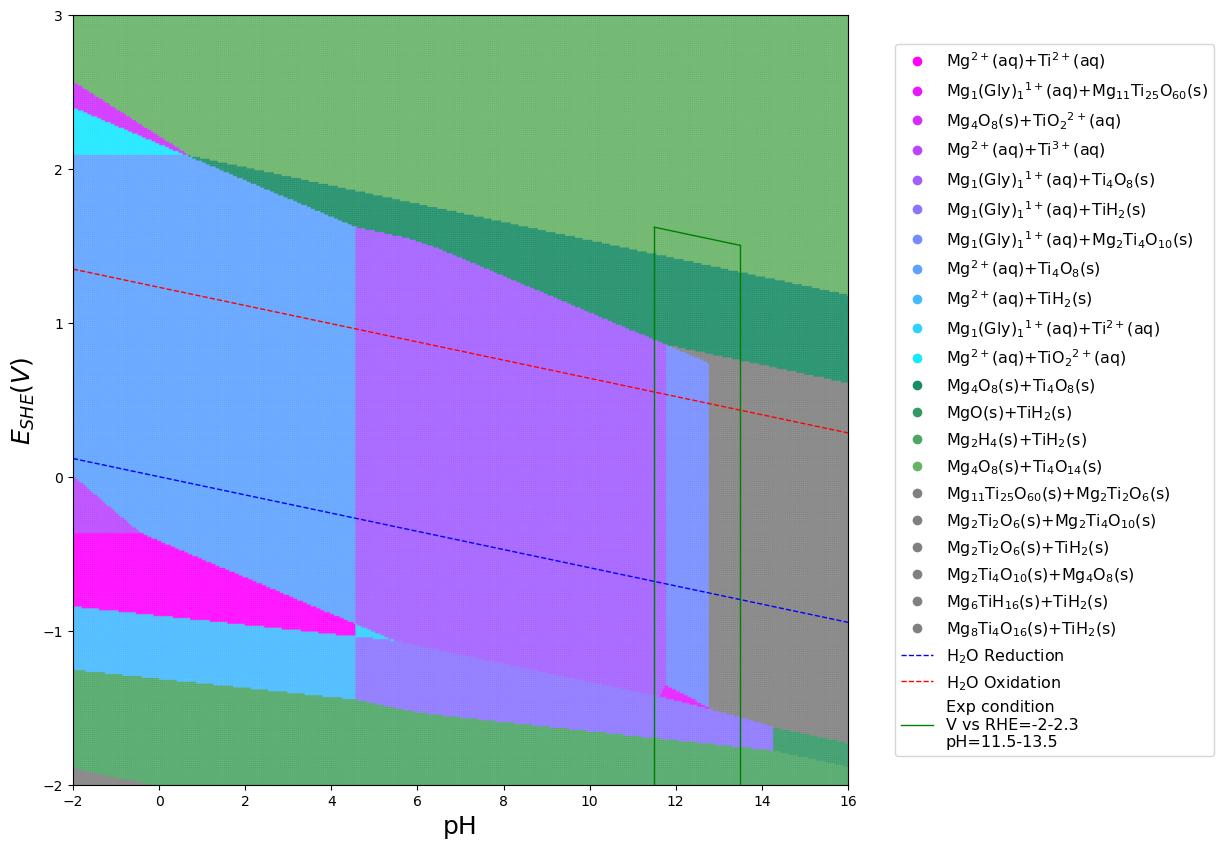 3
2
1
0
−1
−2
E_SHE(V)
−2 0 2 4 6 8 10 12 14 16
pH
Mg²⁺(aq)+Ti²⁺(aq)
Mg₁(Gly)₁¹⁺(aq)+Mg₁₁Ti₂₅O₆₀(s)
Mg₄O₈(s)+TiO₂²⁺(aq)
Mg²⁺(aq)+Ti³⁺(aq)
Mg₁(Gly)₁¹⁺(aq)+Ti₄O₈(s)
Mg₁(Gly)₁¹⁺(aq)+TiH₂(s)
Mg₁(Gly)₁¹⁺(aq)+Mg₂Ti₄O₁₀(s)
Mg²⁺(aq)+Ti₄O₈(s)
Mg²⁺(aq)+TiH₂(s)
Mg₁(Gly)₁¹⁺(aq)+Ti²⁺(aq)
Mg²⁺(aq)+TiO₂²⁺(aq)
Mg₄O₈(s)+Ti₄O₈(s)
MgO(s)+TiH₂(s)
Mg₂H₄(s)+TiH₂(s)
Mg₄O₈(s)+Ti₄O₁₄(s)
Mg₁₁Ti₂₅O₆₀(s)+Mg₂Ti₂O₆(s)
Mg₂Ti₂O₆(s)+Mg₂Ti₄O₁₀(s)
Mg₂Ti₂O₆(s)+TiH₂(s)
Mg₂Ti₄O₁₀(s)+Mg₄O₈(s)
Mg₆TiH₁₆(s)+TiH₂(s)
Mg₈Ti₄O₁₆(s)+TiH₂(s)
H₂O Reduction
H₂O Oxidation
Exp condition
V vs RHE=-2-2.3
pH=11.5-13.5